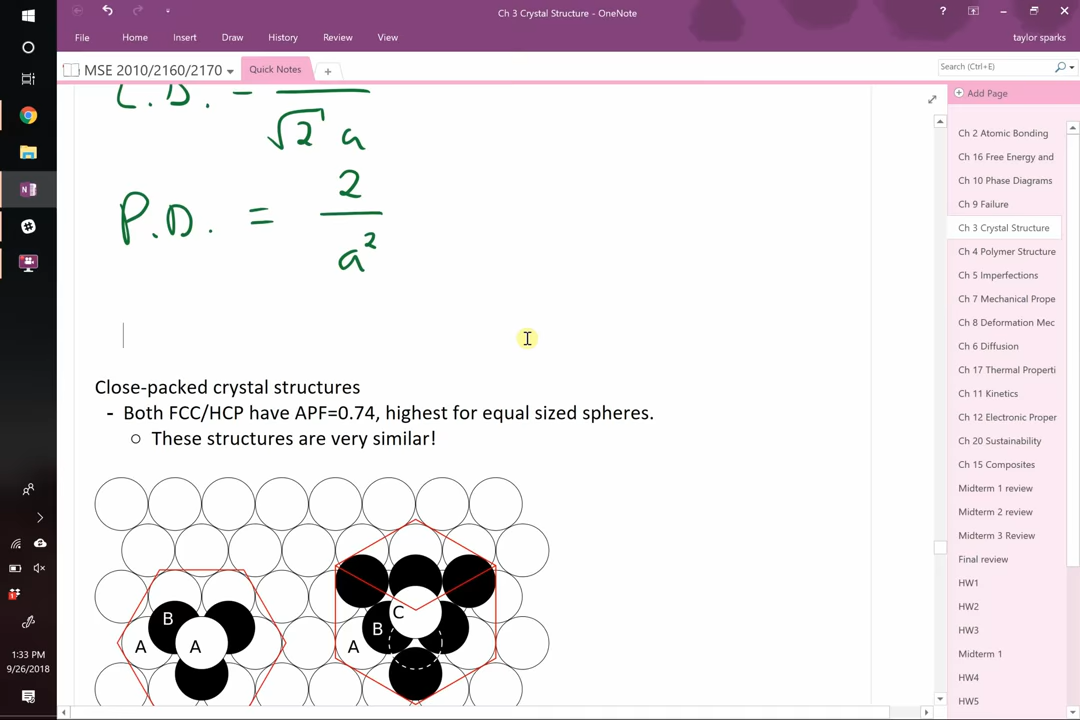 Ch 3 Crystal Structure - OneNote
?
File
Home
Insert
Draw
History
Review
View
taylor sparks
MSE 2010/2160/2170
Quick Notes
+
Search (Ctrl+E)
Add Page
Ch 2 Atomic Bonding
Ch 16 Free Energy and
Ch 10 Phase Diagrams
Ch 9 Failure
Ch 3 Crystal Structure
Ch 4 Polymer Structure
Ch 5 Imperfections
Ch 7 Mechanical Prope
Ch 8 Deformation Mec
Ch 6 Diffusion
Ch 17 Thermal Properti
Ch 11 Kinetics
Ch 12 Electronic Proper
Ch 20 Sustainability
Ch 15 Composites
Midterm 1 review
Midterm 2 review
Midterm 3 Review
Final review
HW1
HW2
HW3
Midterm 1
HW4
HW5
L.D. =
√2 a
P.D. = 2
a²
Close-packed crystal structures
- Both FCC/HCP have APF=0.74, highest for equal sized spheres.
○ These structures are very similar!
B
A A
C
B
A
1:33 PM
9/26/2018